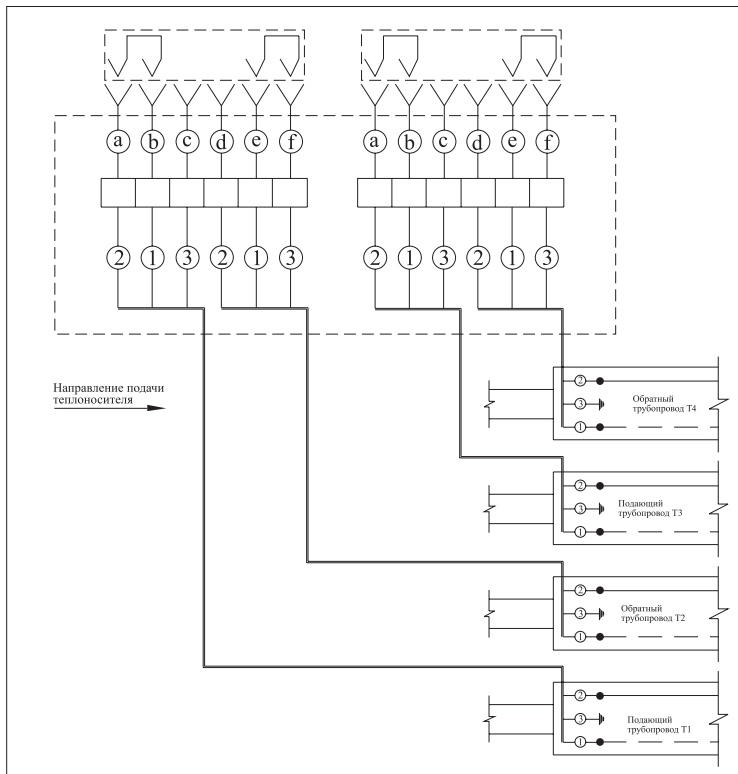 a b c d e f a b c d e f
2 1 3 2 1 3 2 1 3 2 1 3
Направление подачи
теплоносителя
2
3
1
Обратный
трубопровод Т4
2
3
1
Подающий
трубопровод Т3
2
3
1
Обратный
трубопровод Т2
2
3
1
Подающий
трубопровод Т1